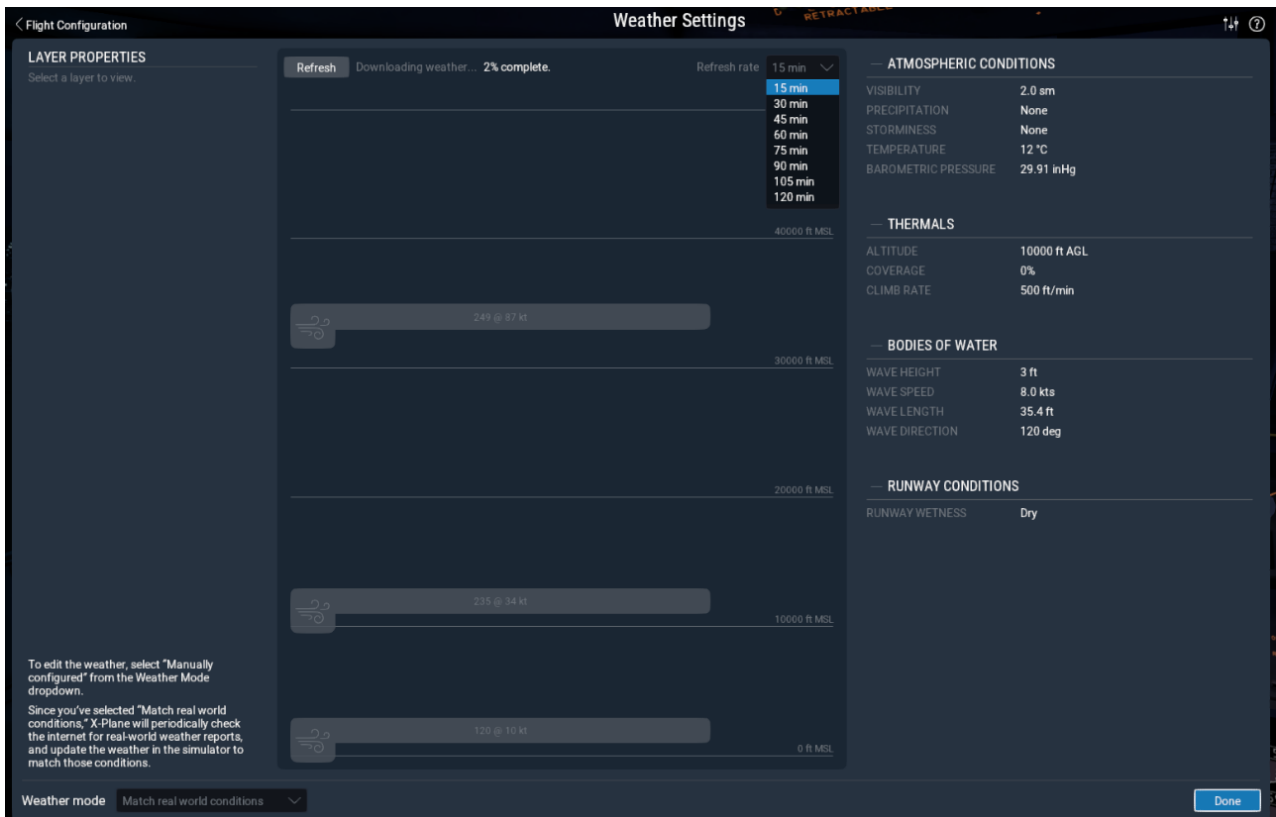 Flight Configuration
Weather Settings
RETRACTABLE
LAYER PROPERTIES
Select a layer to view.
Refresh Downloading weather... 2% complete. Refresh rate 15 min
15 min
30 min
45 min
60 min
75 min
90 min
105 min
120 min
40000 ft MSL
249 @ 87 kt
30000 ft MSL
20000 ft MSL
235 @ 34 kt
10000 ft MSL
120 @ 10 kt
0 ft MSL
ATMOSPHERIC CONDITIONS
VISIBILITY 2.0 sm
PRECIPITATION None
STORMINESS None
TEMPERATURE 12 °C
BAROMETRIC PRESSURE 29.91 inHg
THERMALS
ALTITUDE 10000 ft AGL
COVERAGE 0%
CLIMB RATE 500 ft/min
BODIES OF WATER
WAVE HEIGHT 3 ft
WAVE SPEED 8.0 kts
WAVE LENGTH 35.4 ft
WAVE DIRECTION 120 deg
RUNWAY CONDITIONS
RUNWAY WETNESS Dry
To edit the weather, select "Manually
configured" from the Weather Mode
dropdown.
Since you've selected "Match real world
conditions," X-Plane will periodically check
the internet for real-world weather reports,
and update the weather in the simulator to
match those conditions.
Weather mode Match real world conditions
Done